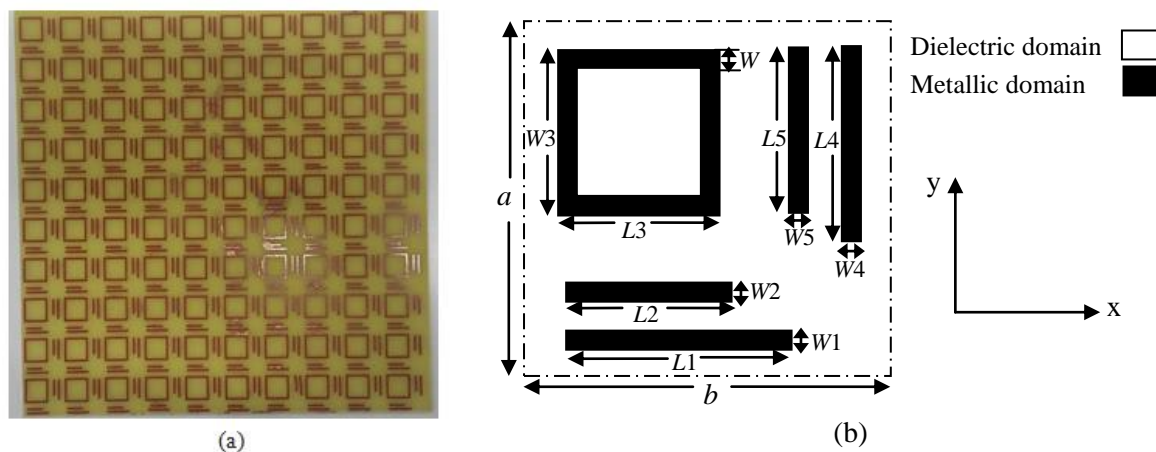 W
Dielectric domain
Metallic domain
W3
L5
L4
y
a
L3
W5
W4
W2
L2
x
W1
L1
b
(a)
(b)